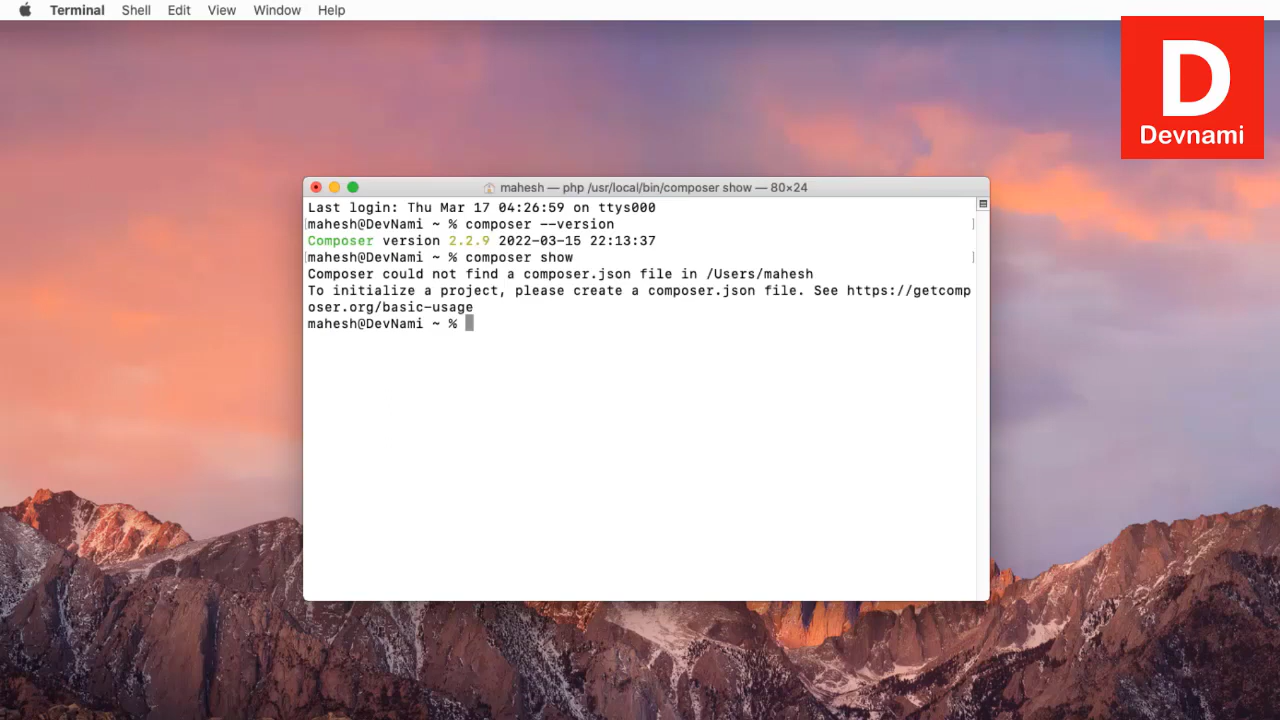 Terminal Shell Edit View Window Help
D
Devnami
mahesh — php /usr/local/bin/composer show — 80×24
Last login: Thu Mar 17 04:26:59 on ttys000
[mahesh@DevNami ~ % composer --version ]
Composer version 2.2.9 2022-03-15 22:13:37
[mahesh@DevNami ~ % composer show ]
Composer could not find a composer.json file in /Users/mahesh
To initialize a project, please create a composer.json file. See https://getcomp
oser.org/basic-usage
mahesh@DevNami ~ %